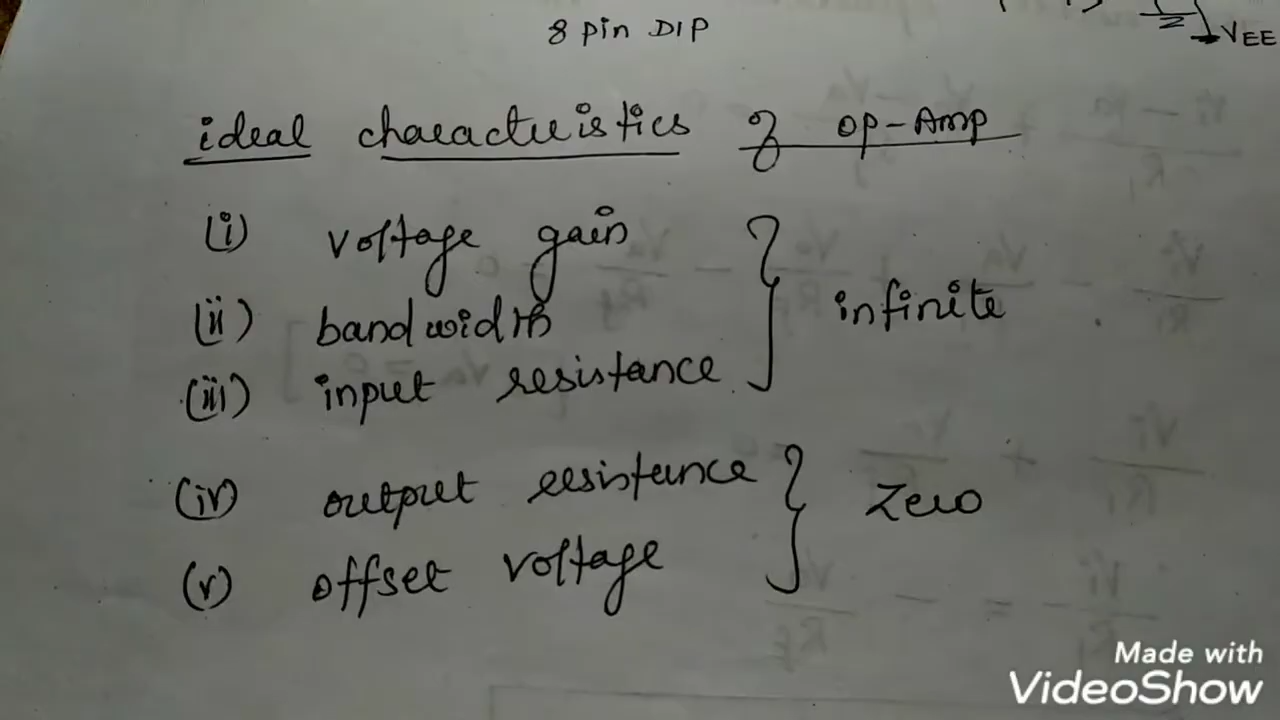 8 pin DIP
VEE
ideal characteristics of OP-Amp
(i) voltage gain
(ii) bandwidth
(iii) input resistance
infinite
(iv) output resistance
(v) offset voltage
Zero
Made with
VideoShow